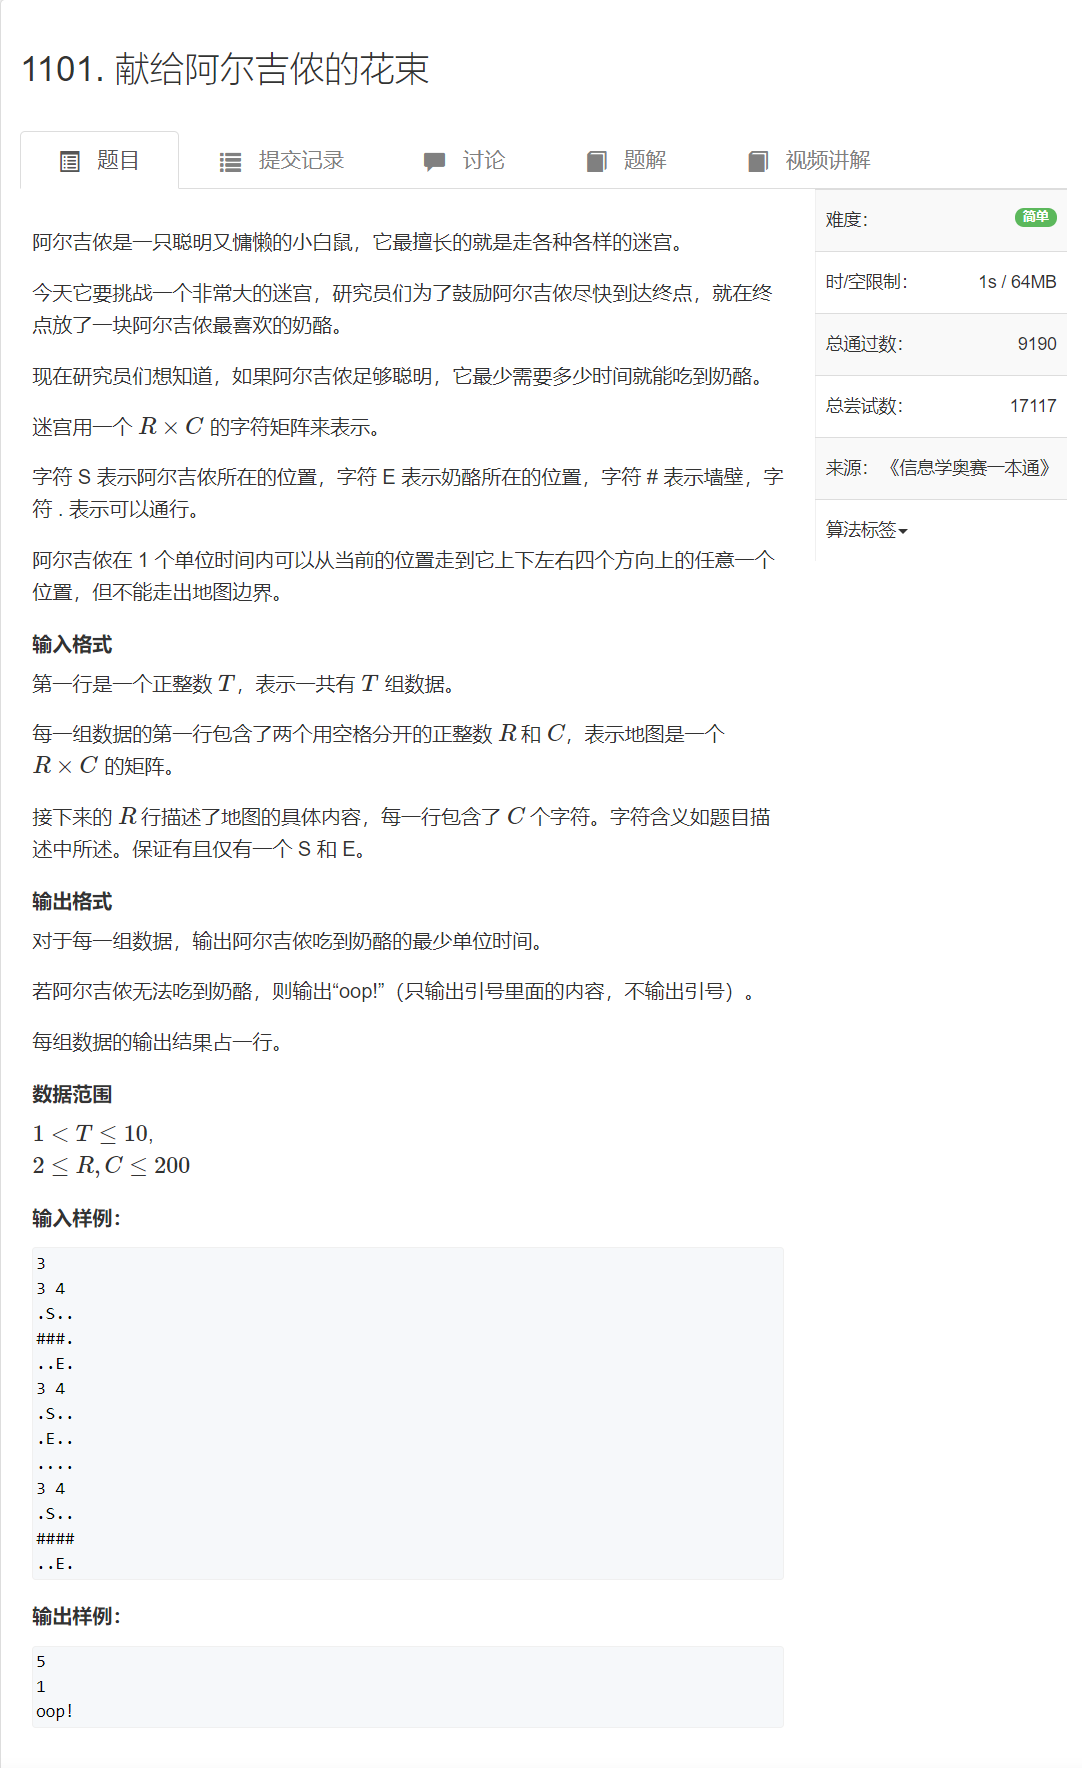 1101. 献给阿尔吉侬的花束
题目 提交记录 讨论 题解 视频讲解
阿尔吉侬是一只聪明又慵懒的小白鼠，它最擅长的就是走各种各样的迷宫。
今天它要挑战一个非常大的迷宫，研究员们为了鼓励阿尔吉侬尽快到达终点，就在终
点放了一块阿尔吉侬最喜欢的奶酪。
现在研究员们想知道，如果阿尔吉侬足够聪明，它最少需要多少时间就能吃到奶酪。
迷宫用一个 R × C 的字符矩阵来表示。
字符 S 表示阿尔吉侬所在的位置，字符 E 表示奶酪所在的位置，字符 # 表示墙壁，字
符 . 表示可以通行。
阿尔吉侬在 1 个单位时间内可以从当前的位置走到它上下左右四个方向上的任意一个
位置，但不能走出地图边界。
输入格式
第一行是一个正整数 T，表示一共有 T 组数据。
每一组数据的第一行包含了两个用空格分开的正整数 R 和 C，表示地图是一个
R × C 的矩阵。
接下来的 R 行描述了地图的具体内容，每一行包含了 C 个字符。字符含义如题目描
述中所述。保证有且仅有一个 S 和 E。
输出格式
对于每一组数据，输出阿尔吉侬吃到奶酪的最少单位时间。
若阿尔吉侬无法吃到奶酪，则输出“oop!”（只输出引号里面的内容，不输出引号）。
每组数据的输出结果占一行。
数据范围
1 < T ≤ 10,
2 ≤ R, C ≤ 200
输入样例：
3
3 4
.S..
###.
..E.
3 4
.S..
.E..
....
3 4
.S..
####
..E.
输出样例：
5
1
oop!
难度： 简单
时/空限制： 1s / 64MB
总通过数： 9190
总尝试数： 17117
来源： 《信息学奥赛一本通》
算法标签